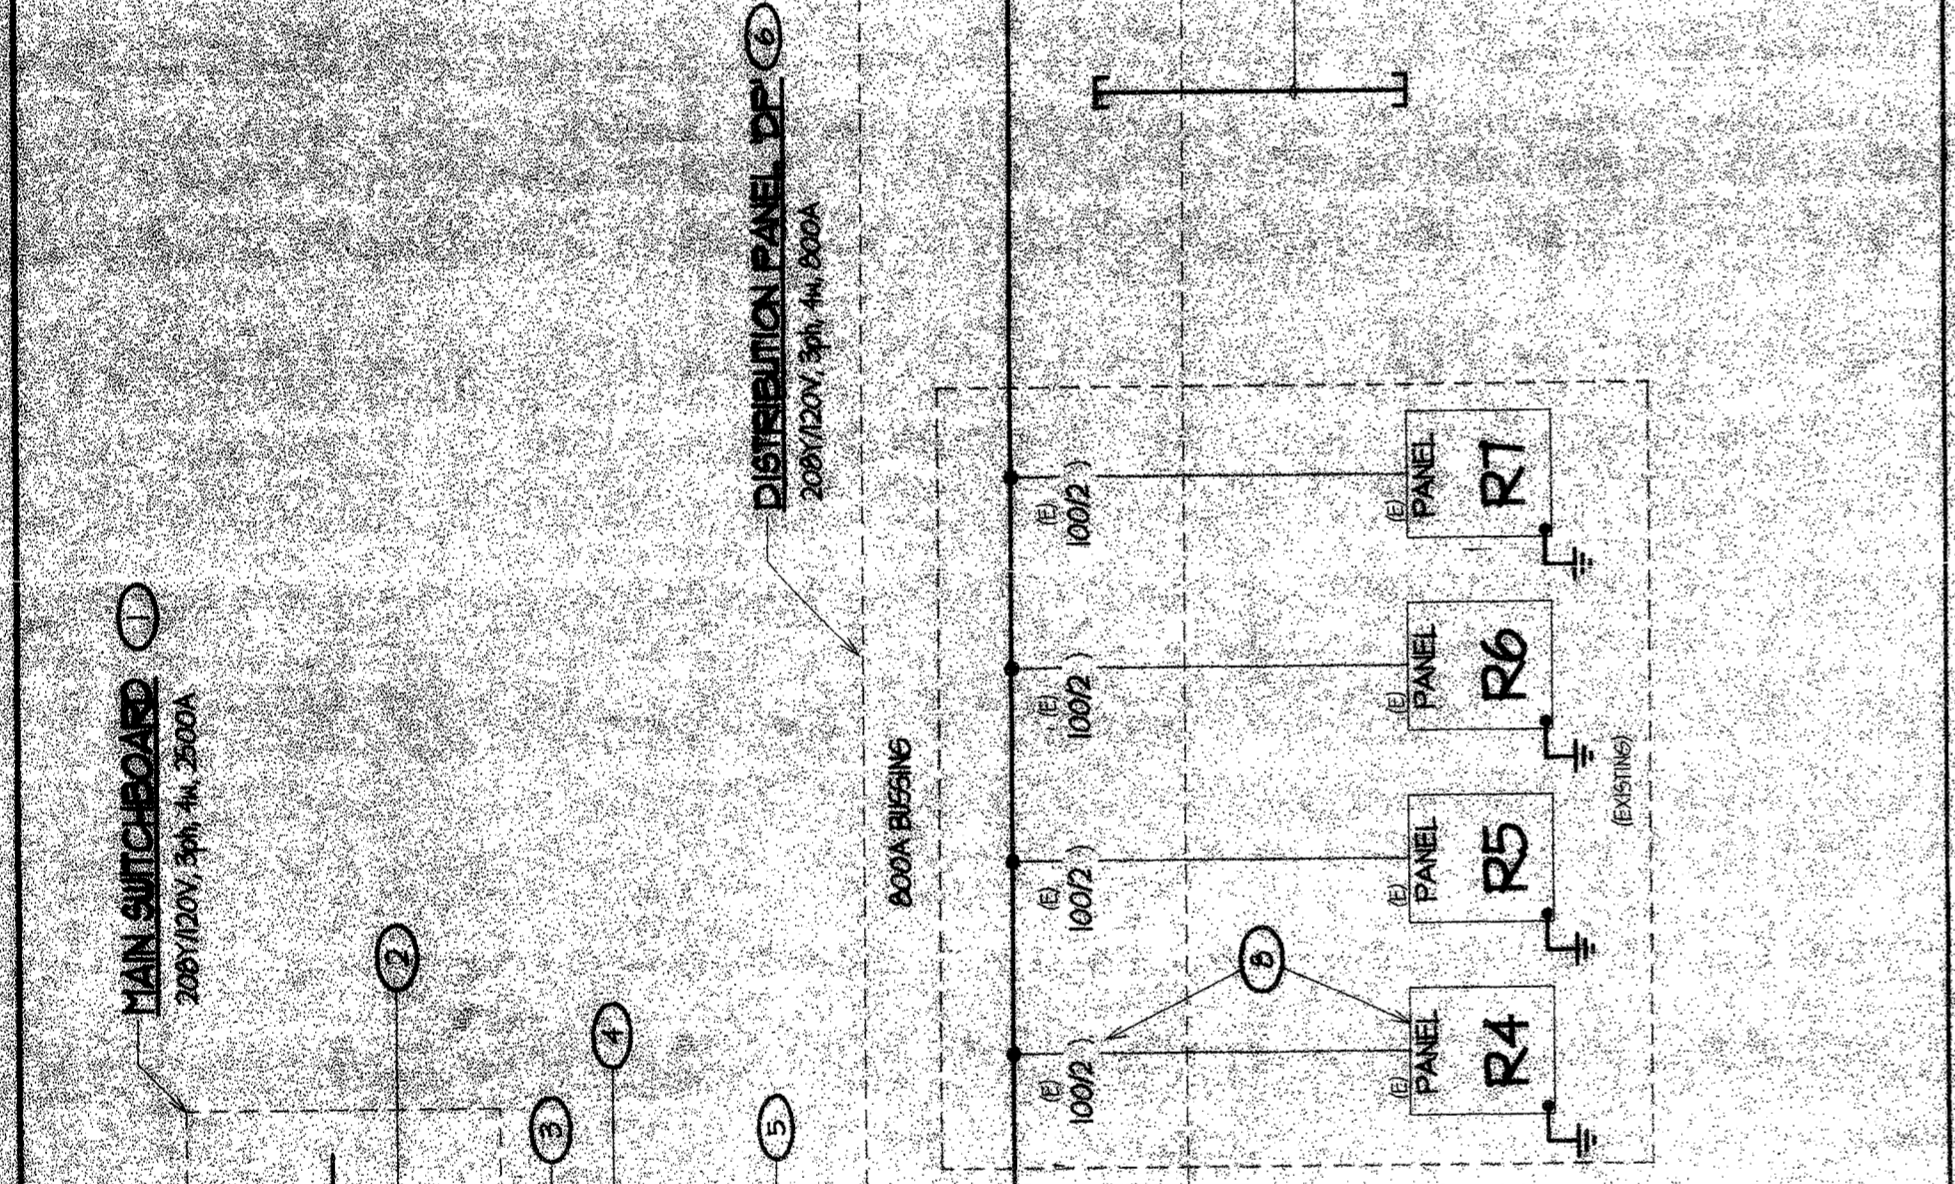 MAIN SWITCHBOARD 1
208Y/120V, 3ph, 4w, 2500A
2
3
4
5
DISTRIBUTION PANEL 'DP' 6
208Y/120V, 3ph, 4w, 800A
800A BUSSING
(E)
100/2
(E)
100/2
(E)
100/2
(E)
100/2
8
(E)
PANEL
R4
(E)
PANEL
R5
(E)
PANEL
R6
(E)
PANEL
R7
(EXISTING)